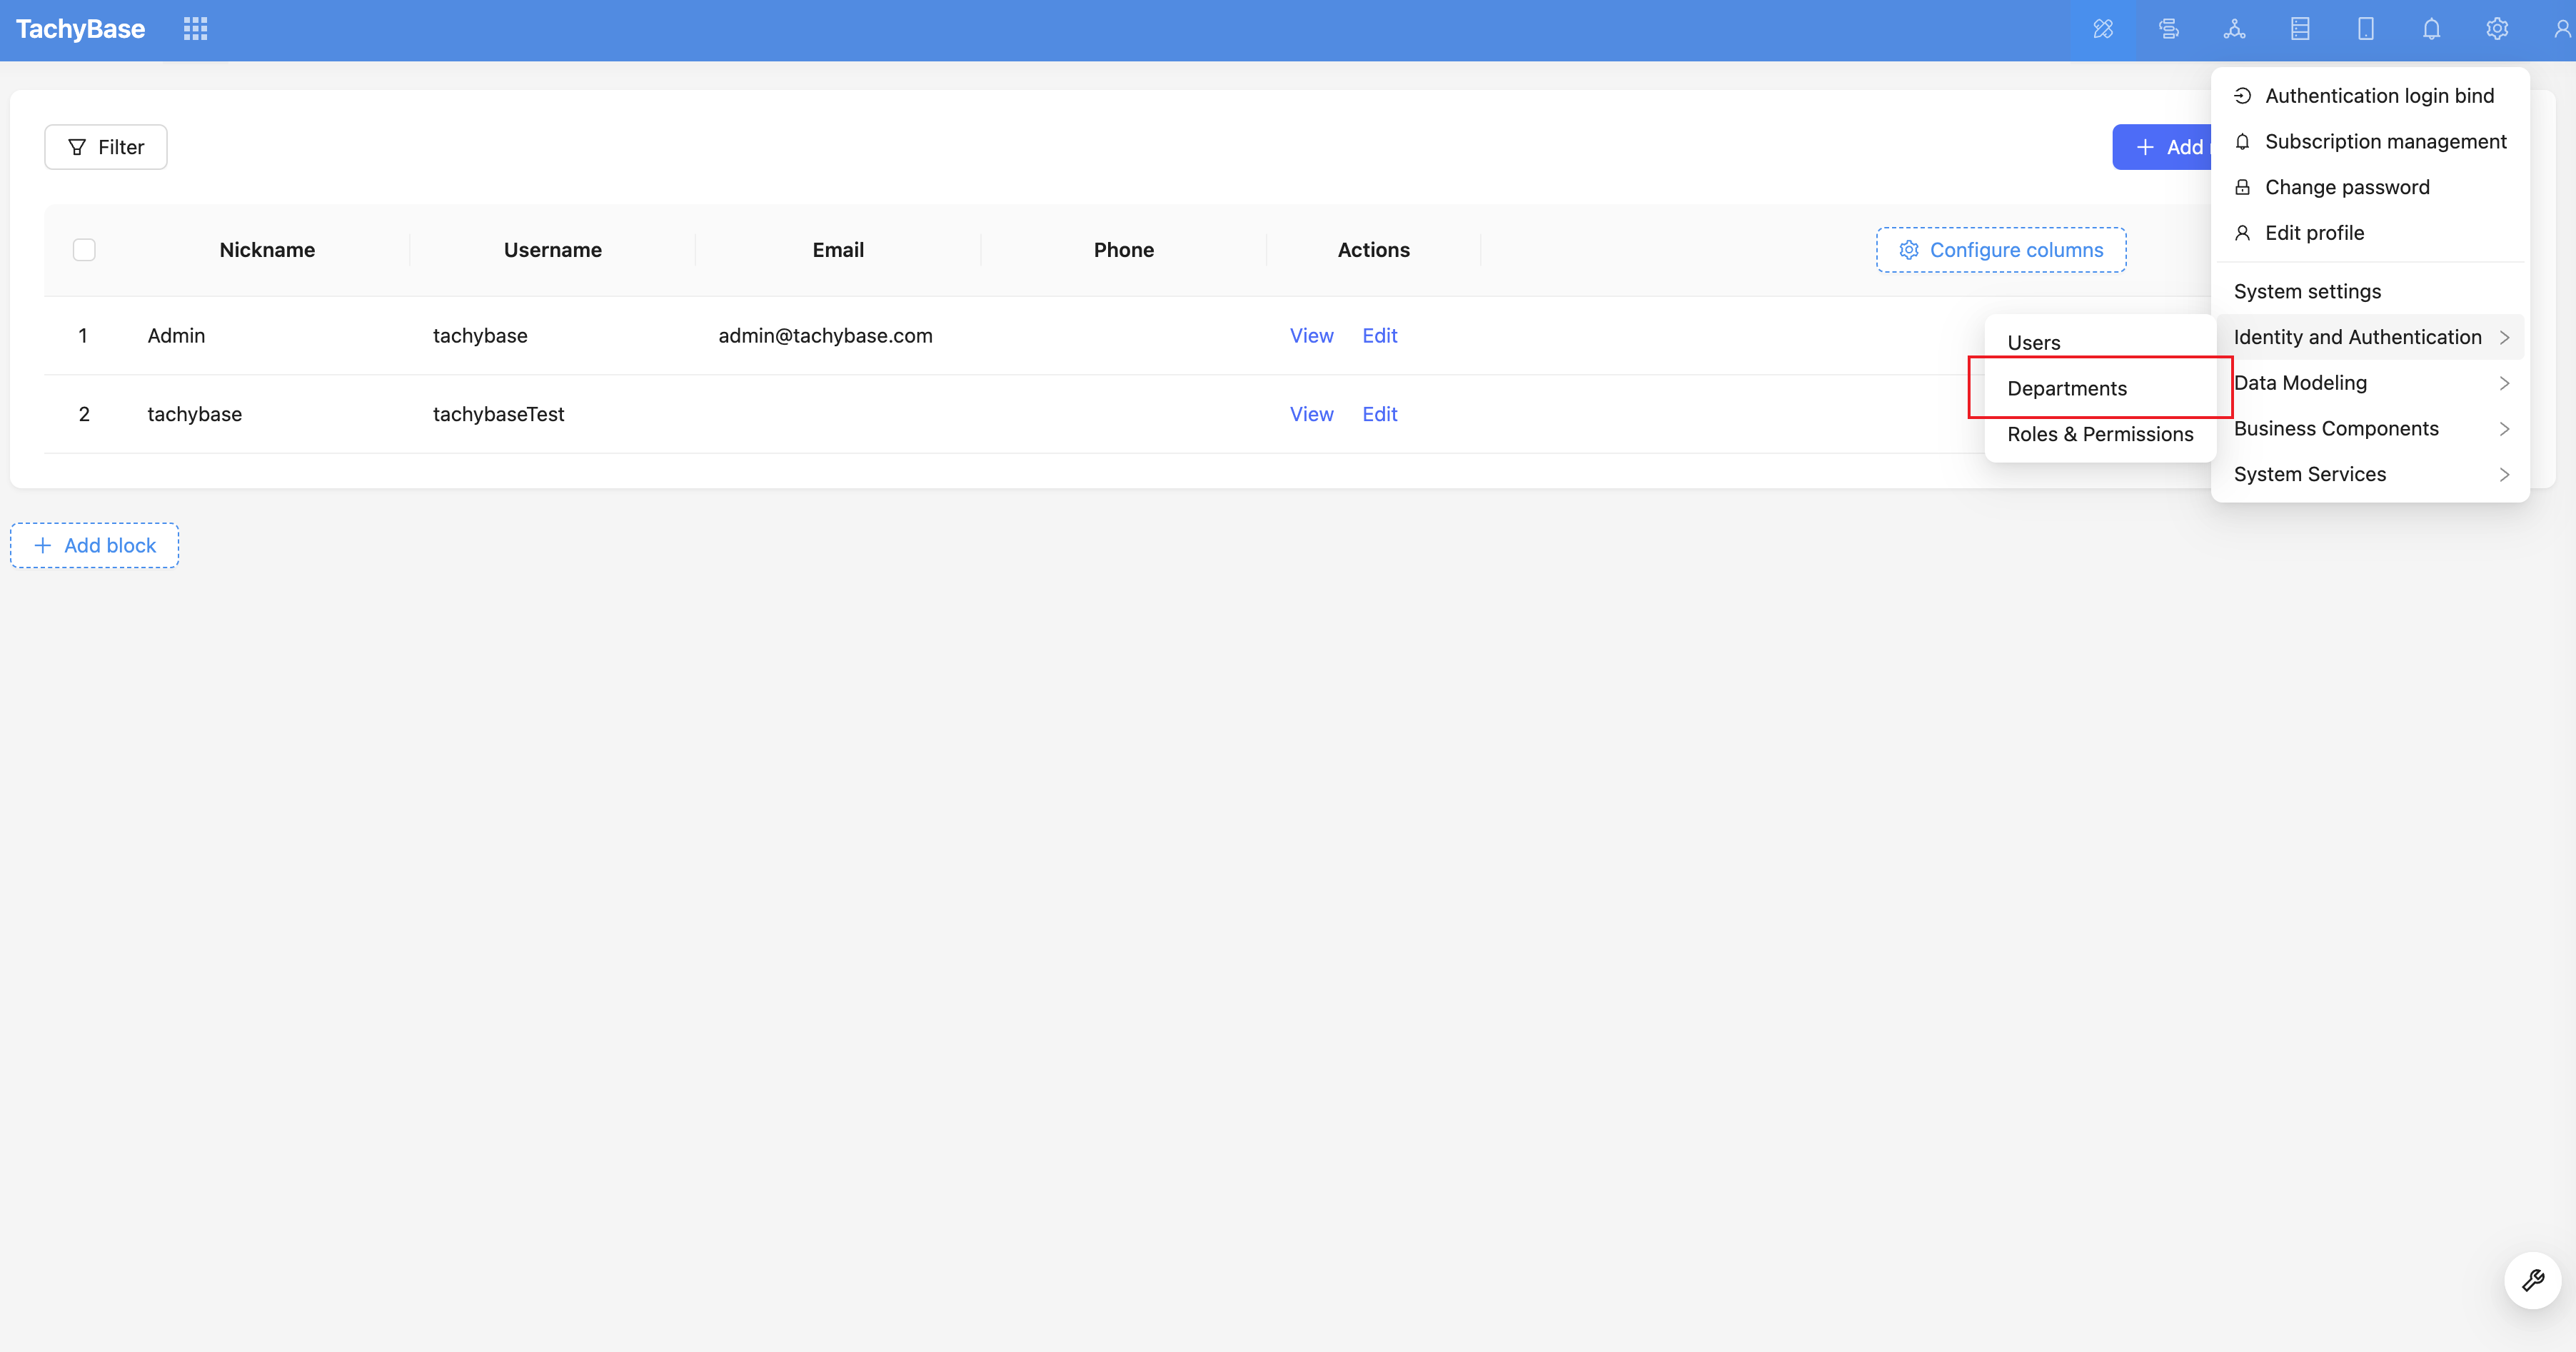 TachyBase
Filter
Add
Nickname Username Email Phone Actions Configure columns
1 Admin tachybase admin@tachybase.com View Edit
2 tachybase tachybaseTest View Edit
Add block
Authentication login bind
Subscription management
Change password
Edit profile
System settings
Identity and Authentication
Data Modeling
Business Components
System Services
Users
Departments
Roles & Permissions